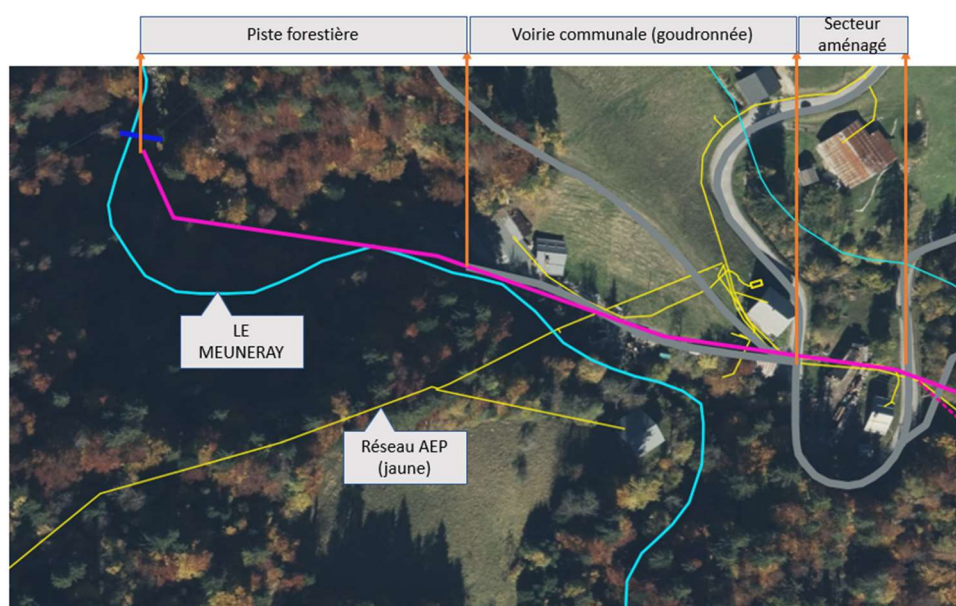 Piste forestière
Voirie communale (goudronnée)
Secteur
aménagé
LE
MEUNERAY
Réseau AEP
(jaune)